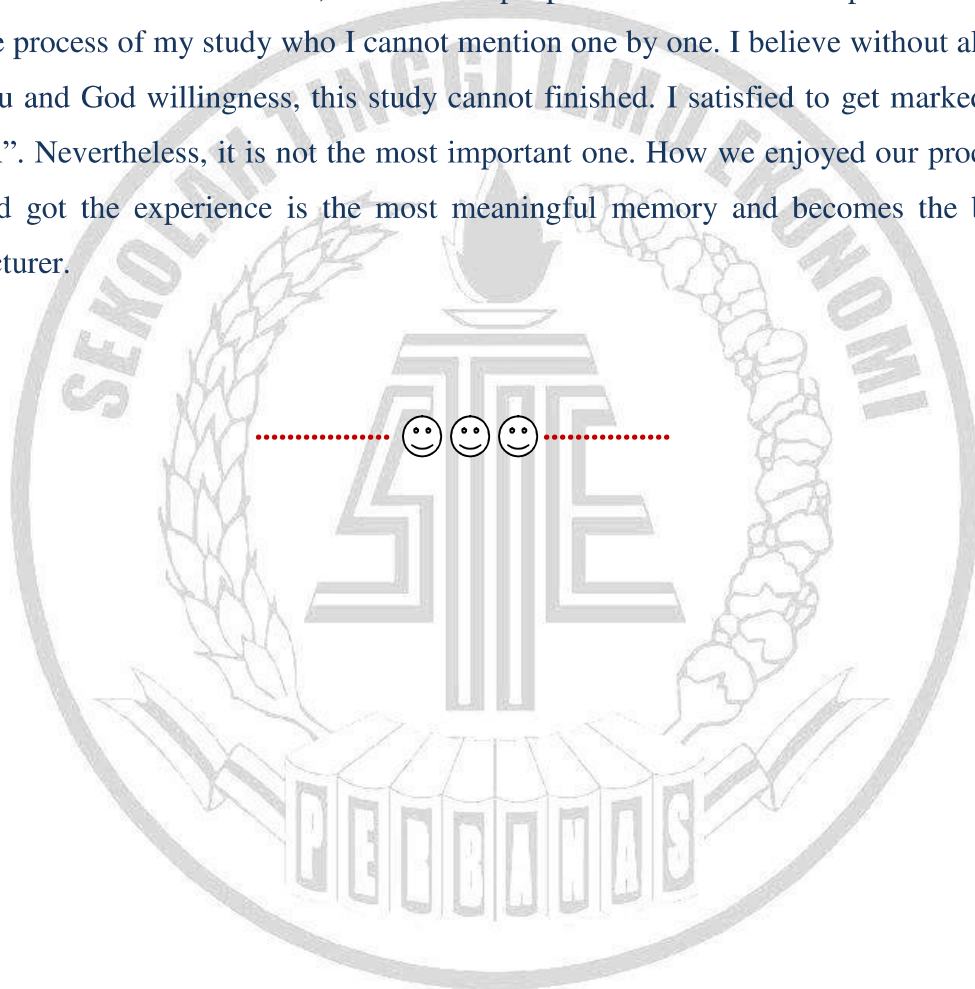 e process of my study who I cannot mention one by one. I believe without al
u and God willingness, this study cannot finished. I satisfied to get marked
”. Nevertheless, it is not the most important one. How we enjoyed our proc
d got the experience is the most meaningful memory and becomes the b
cturer.
SEKOLAH TINGGI ILMU EKONOMI
STIE
PERBANAS